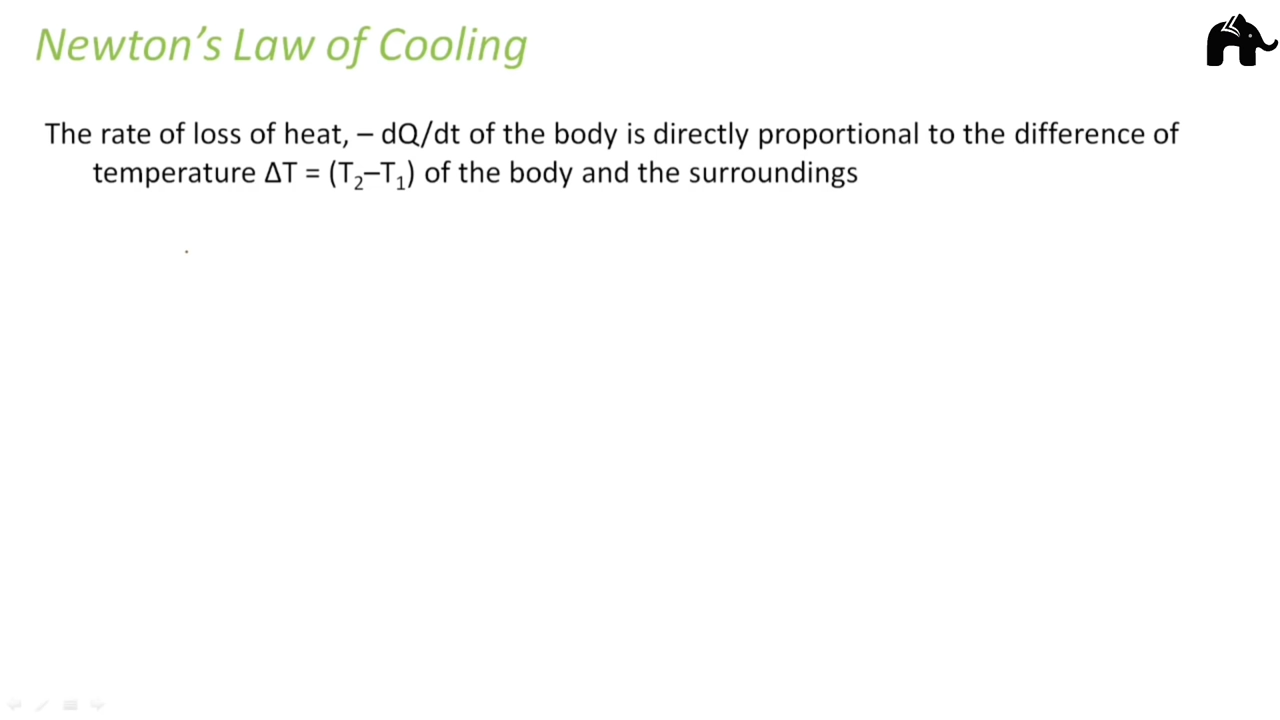 Newton’s Law of Cooling
The rate of loss of heat, – dQ/dt of the body is directly proportional to the difference of
temperature ΔT = (T₂–T₁) of the body and the surroundings